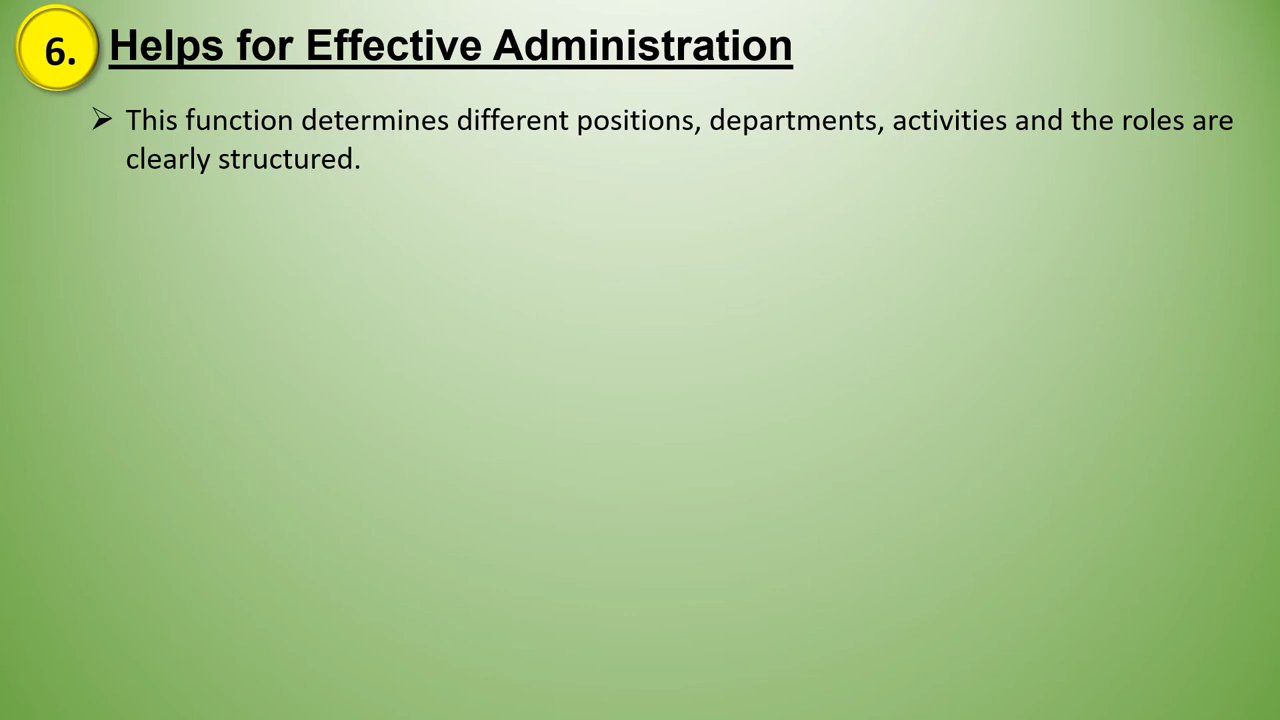 6. Helps for Effective Administration
➢ This function determines different positions, departments, activities and the roles are
clearly structured.